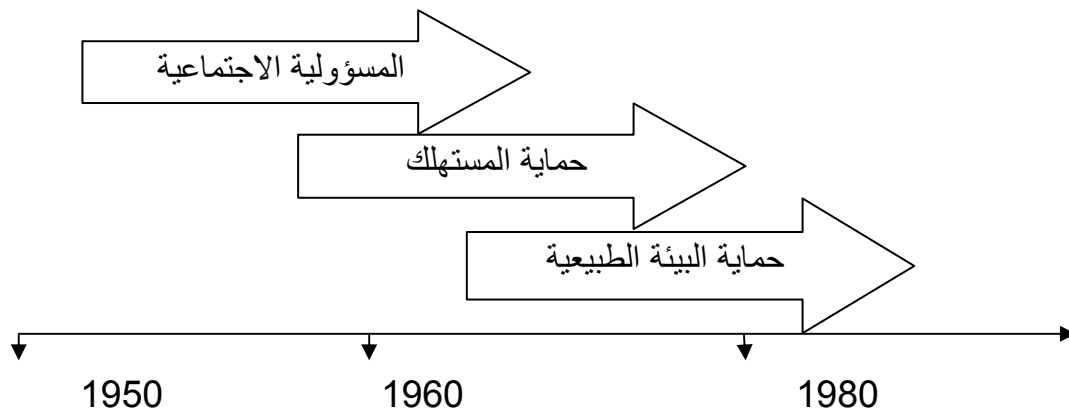 المسؤولية الاجتماعية
حماية المستهلك
حماية البيئة الطبيعية
1950 1960 1980